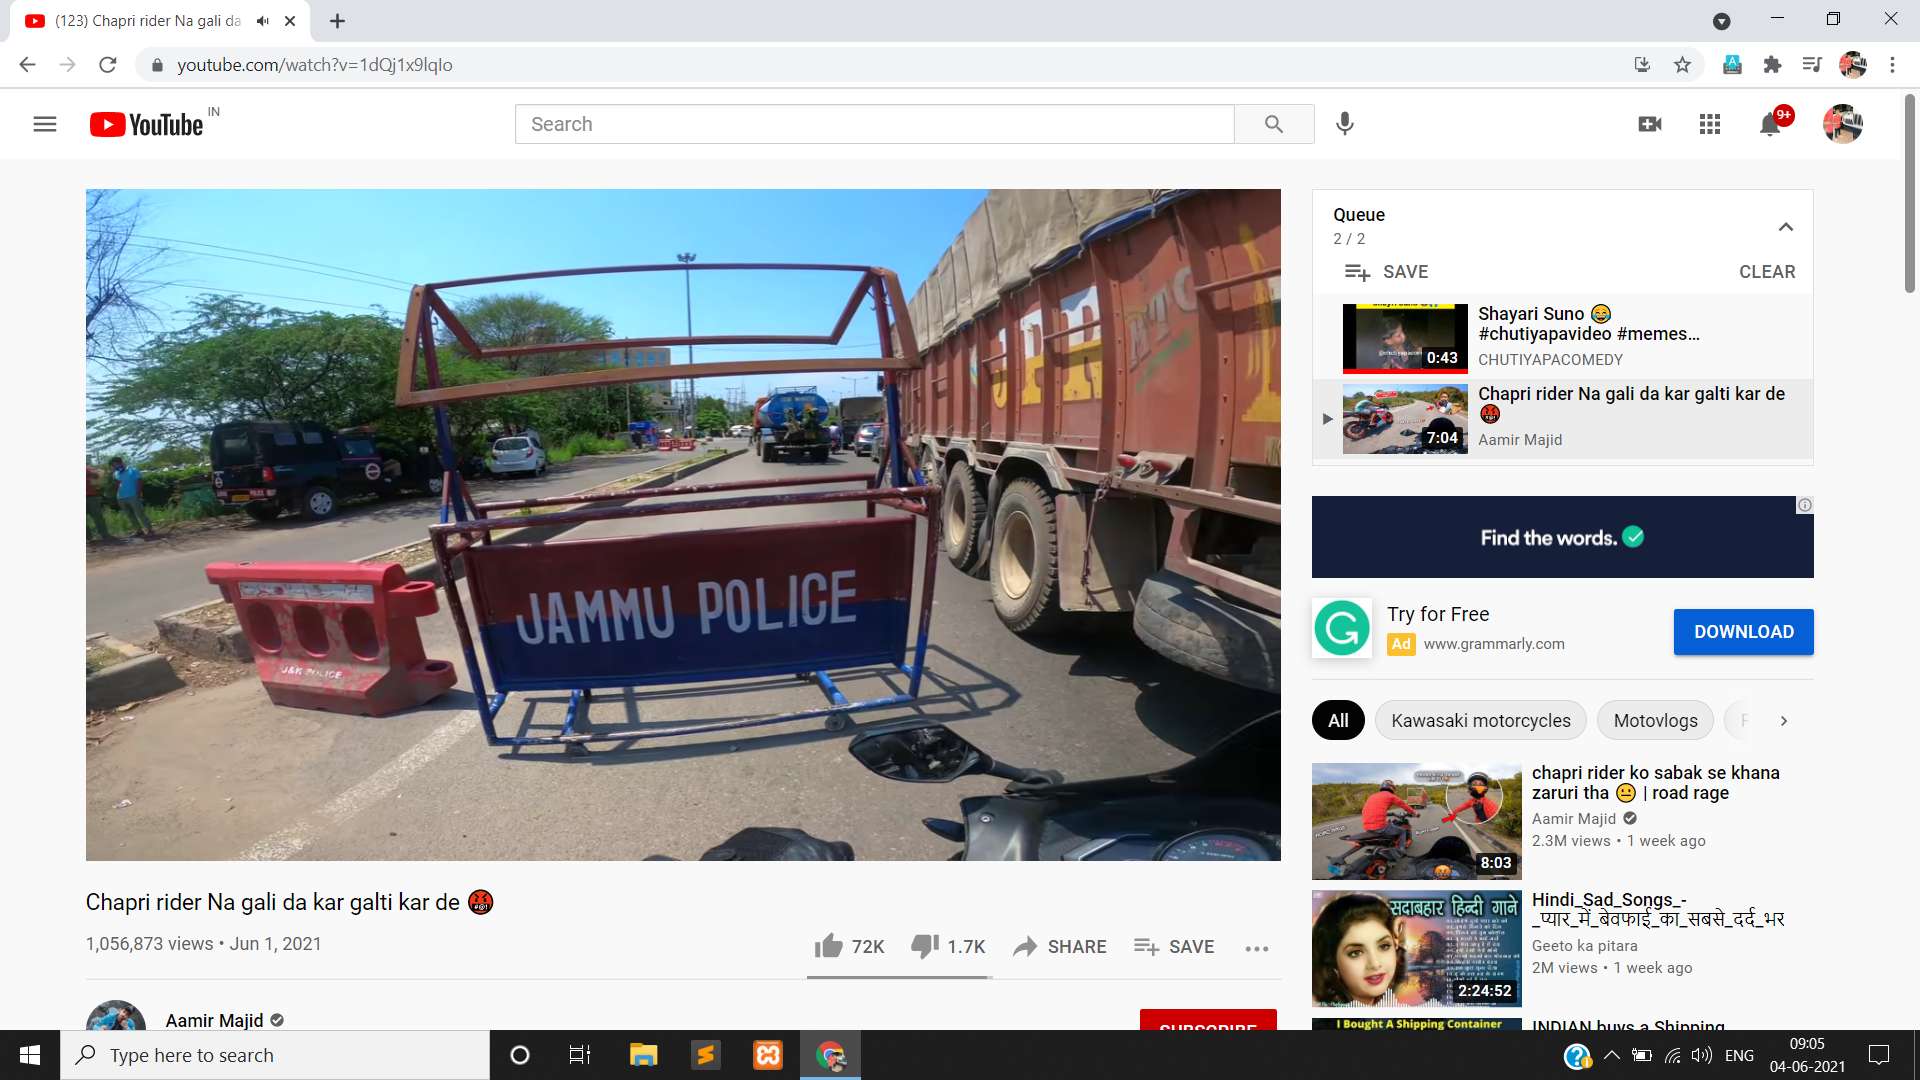 (123) Chapri rider Na gali da
youtube.com/watch?v=1dQj1x9lqIo
YouTube IN
Search
9+
JPR
JAMMU POLICE
J&K POLICE
Queue
2 / 2
SAVE
CLEAR
Shayari Suno 😂
#chutiyapavideo #memes...
CHUTIYAPACOMEDY
0:43
Chapri rider Na gali da kar galti kar de
🤬
Aamir Majid
7:04
Find the words.
Try for Free
Ad www.grammarly.com
DOWNLOAD
All
Kawasaki motorcycles
Motovlogs
chapri rider ko sabak se khana
zaruri tha 😐 | road rage
Aamir Majid
2.3M views • 1 week ago
8:03
सदाबहार हिन्दी गाने
2:24:52
Hindi_Sad_Songs_-
_प्यार_में_बेवफाई_का_सबसे_दर्द_भर
Geeto ka pitara
2M views • 1 week ago
I Bought A Shipping Container
INDIAN buys a Shipping
Chapri rider Na gali da kar galti kar de 🤬
1,056,873 views • Jun 1, 2021
72K
1.7K
SHARE
SAVE
Aamir Majid
SUBSCRIBE
Type here to search
ENG
09:05
04-06-2021